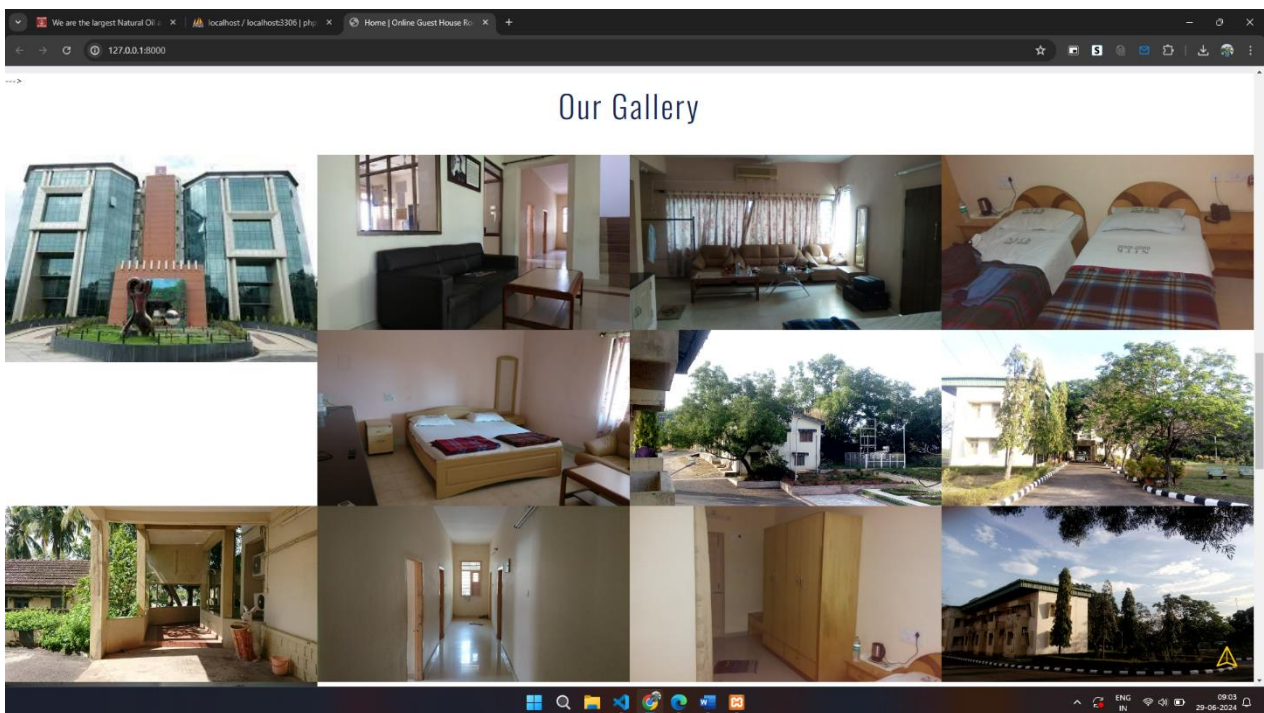 We are the largest Natural Oil a
localhost / localhost:3306 | php
Home | Online Guest House Ro
127.0.0.1:8000
--->
Our Gallery
ENG
IN
09:03
29-06-2024